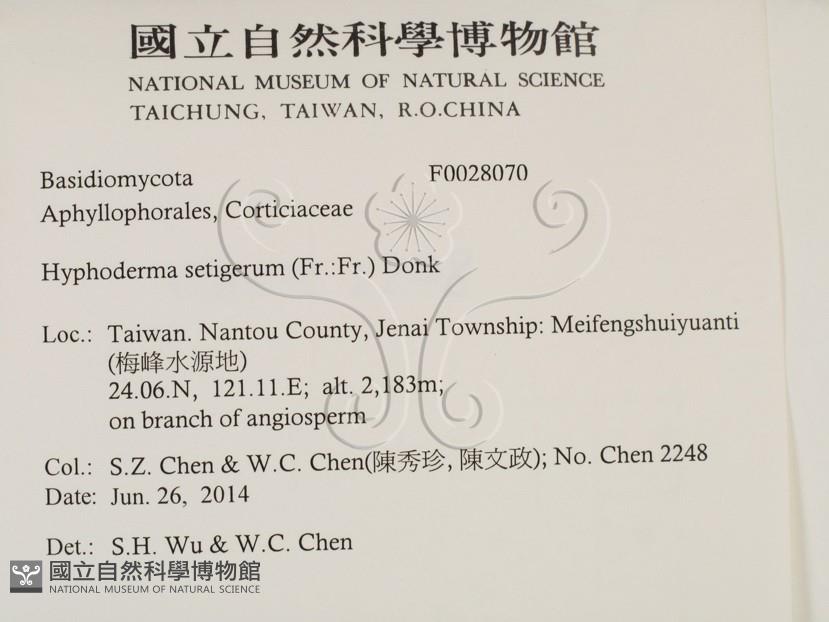 國立自然科學博物館
NATIONAL MUSEUM OF NATURAL SCIENCE
TAICHUNG, TAIWAN, R.O.CHINA
Basidiomycota F0028070
Aphyllophorales, Corticiaceae
Hyphoderma setigerum (Fr.:Fr.) Donk
Loc.: Taiwan. Nantou County, Jenai Township: Meifengshuiyuanti
(梅峰水源地)
24.06.N, 121.11.E; alt. 2,183m;
on branch of angiosperm
Col.: S.Z. Chen & W.C. Chen(陳秀珍, 陳文政); No. Chen 2248
Date: Jun. 26, 2014
Det.: S.H. Wu & W.C. Chen
國立自然科學博物館
NATIONAL MUSEUM OF NATURAL SCIENCE